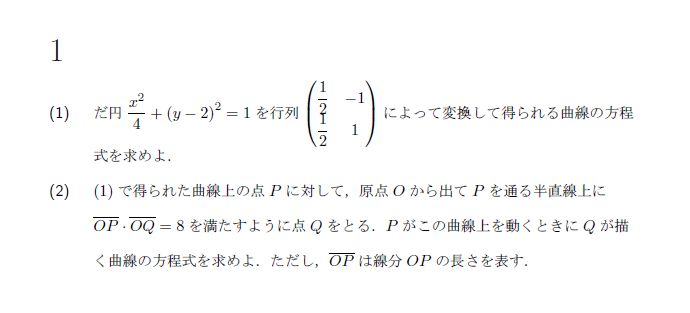 1
(1) だ円 x²/4 + (y − 2)² = 1 を行列 \begin{pmatrix} 1/2 & −1 \\ 1/2 & 1 \end{pmatrix} によって変換して得られる曲線の方程
式を求めよ.
(2) (1) で得られた曲線上の点 P に対して，原点 O から出て P を通る半直線上に
\overline{OP} · \overline{OQ} = 8 を満たすように点 Q をとる．P がこの曲線上を動くときに Q が描
く曲線の方程式を求めよ．ただし，\overline{OP} は線分 OP の長さを表す.